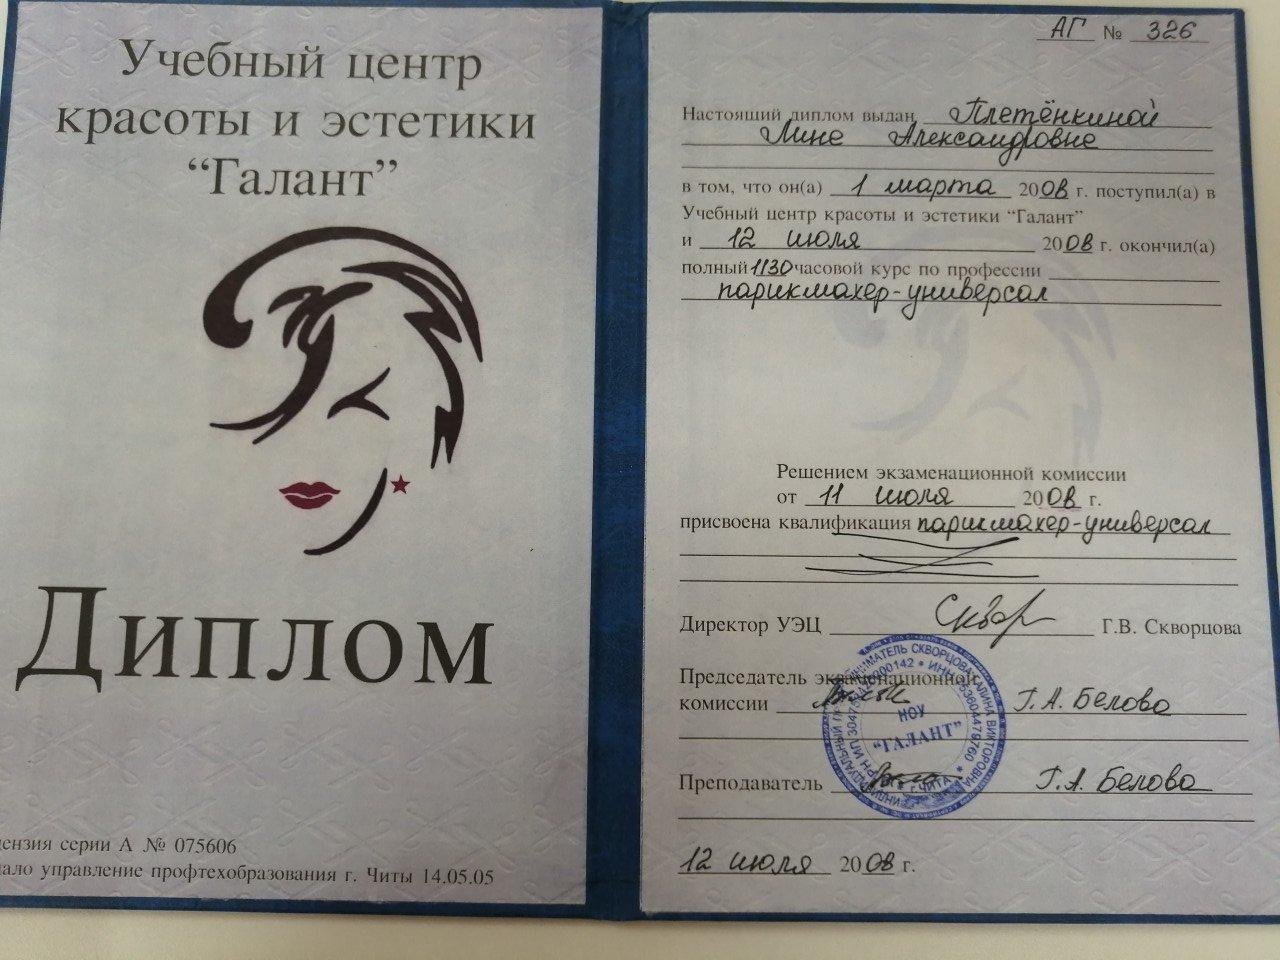 Учебный центр
красоты и эстетики
“Галант”
Диплом
ензия серии А № 075606
ало управление профтехобразования г. Читы 14.05.05
АГ № 326
Настоящий диплом выдан Плетёнкиной
Лине Александровне
в том, что он(а) 1 марта 2008 г. поступил(а) в
Учебный центр красоты и эстетики “Галант”
и 12 июля 2008 г. окончил(а)
полный 1130 часовой курс по профессии
парикмахер-универсал
Решением экзаменационной комиссии
от 11 июля 2008 г.
присвоена квалификация парикмахер-универсал
Директор УЭЦ Г.В. Скворцова
Председатель экзаменационной
комиссии Г.А. Белова
НОУ
“ГАЛАНТ”
г. ЧИТА
Преподаватель Г.А. Белова
12 июля 2008 г.